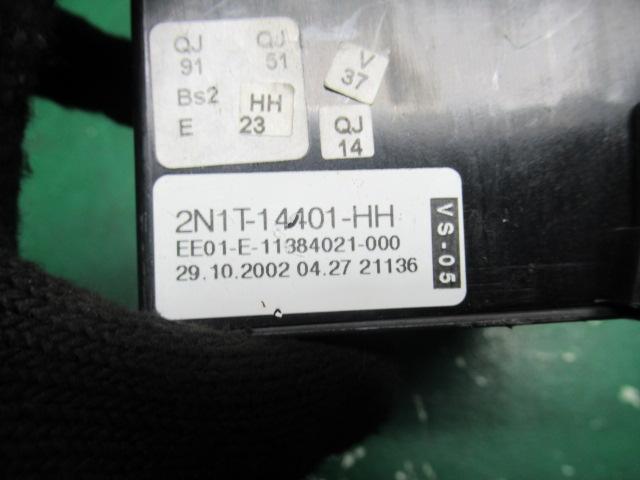 QJ QJ
91 51
Bs2 HH
E 23
V
37
QJ
14
2N1T-14401-HH
EE01-E-11384021-000
29.10.2002 04.27 21136
VS-05